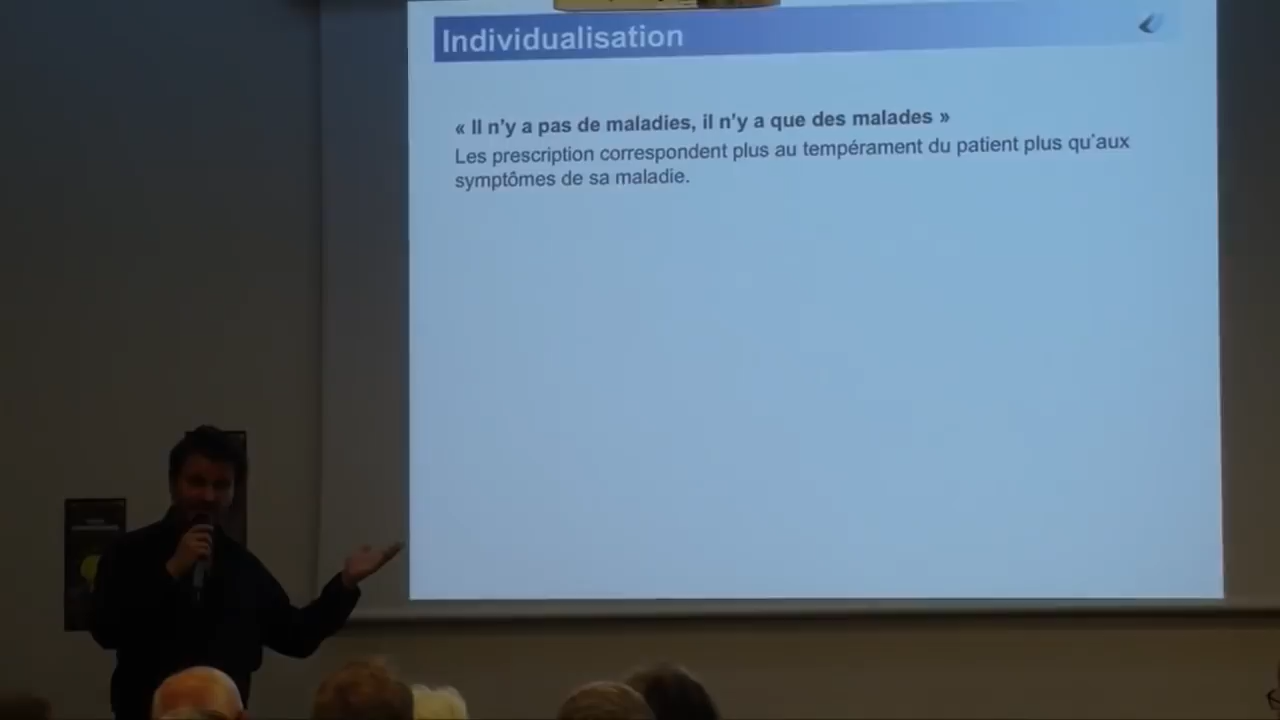 Individualisation
« Il n'y a pas de maladies, il n'y a que des malades »
Les prescription correspondent plus au tempérament du patient plus qu'aux
symptômes de sa maladie.